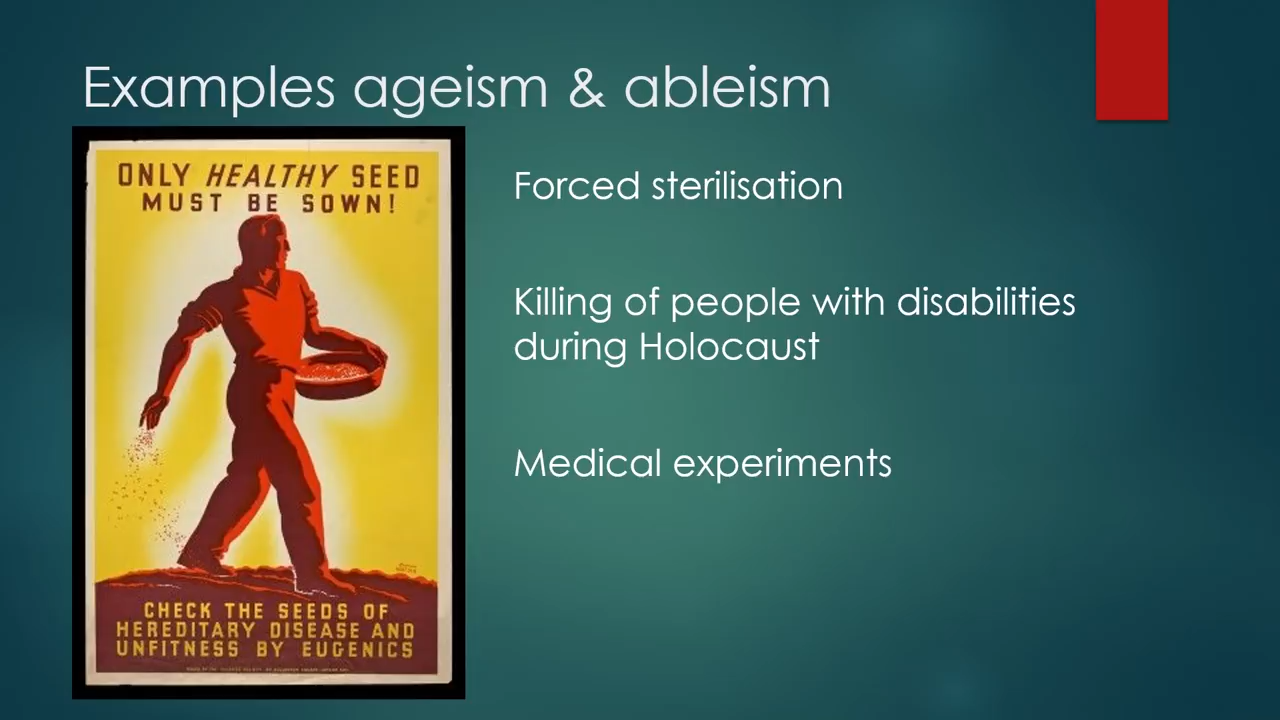 Examples ageism & ableism
ONLY HEALTHY SEED
MUST BE SOWN!
CHECK THE SEEDS OF
HEREDITARY DISEASE AND
UNFITNESS BY EUGENICS
Forced sterilisation
Killing of people with disabilities
during Holocaust
Medical experiments